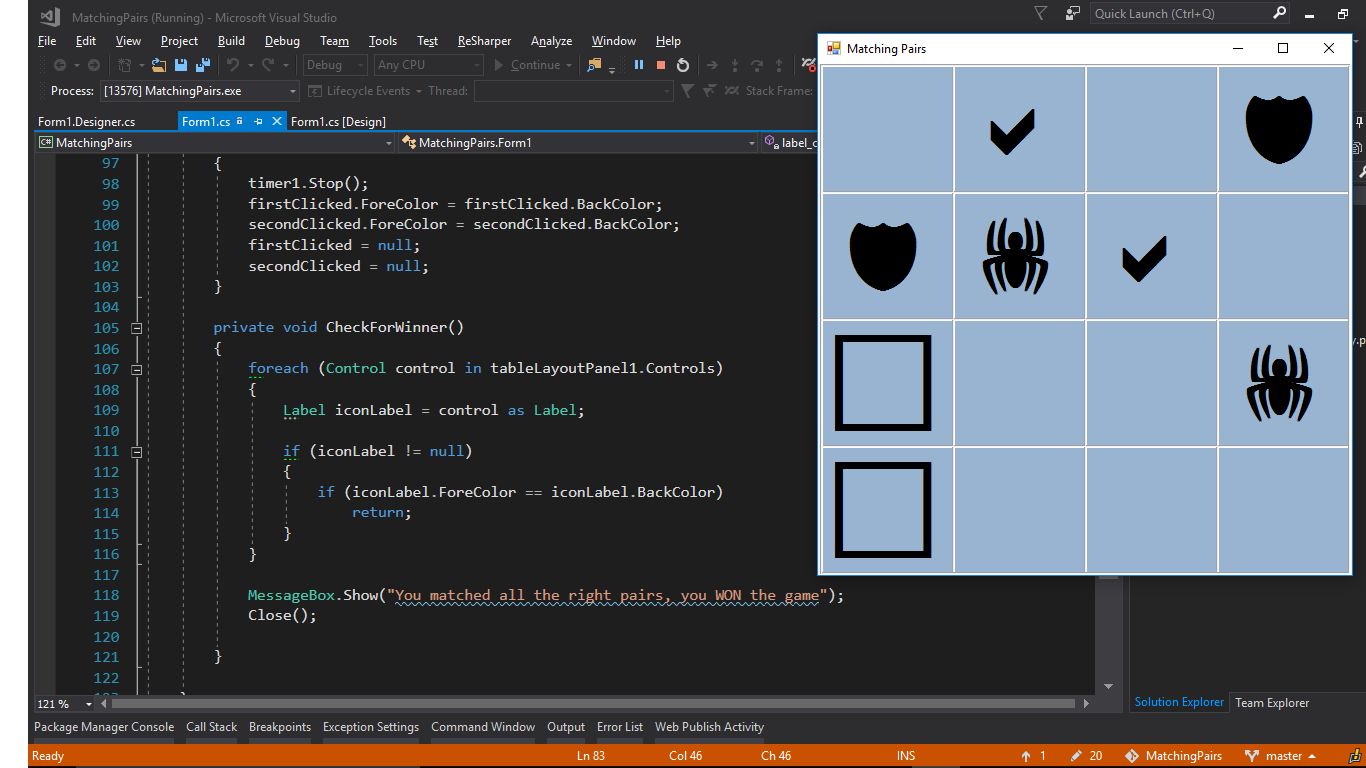 MatchingPairs (Running) - Microsoft Visual Studio
Quick Launch (Ctrl+Q)
File Edit View Project Build Debug Team Tools Test ReSharper Analyze Window Help
Debug Any CPU Continue
Process: [13576] MatchingPairs.exe Lifecycle Events Thread: Stack Frame:
Form1.Designer.cs Form1.cs Form1.cs [Design]
C# MatchingPairs MatchingPairs.Form1 label_c
97 {
98 timer1.Stop();
99 firstClicked.ForeColor = firstClicked.BackColor;
100 secondClicked.ForeColor = secondClicked.BackColor;
101 firstClicked = null;
102 secondClicked = null;
103 }
104
105 private void CheckForWinner()
106 {
107 foreach (Control control in tableLayoutPanel1.Controls)
108 {
109 Label iconLabel = control as Label;
110
111 if (iconLabel != null)
112 {
113 if (iconLabel.ForeColor == iconLabel.BackColor)
114 return;
115 }
116 }
117
118 MessageBox.Show("You matched all the right pairs, you WON the game");
119 Close();
120
121 }
122
121 %
Matching Pairs
Solution Explorer Team Explorer
Package Manager Console Call Stack Breakpoints Exception Settings Command Window Output Error List Web Publish Activity
Ready Ln 83 Col 46 Ch 46 INS 1 20 MatchingPairs master